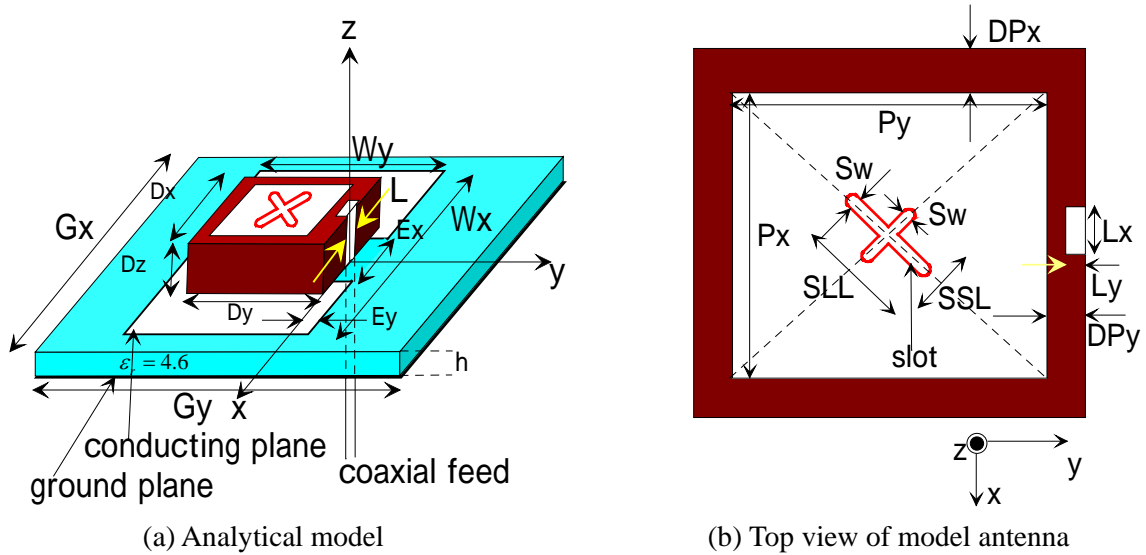 z
Wy
Dx
L
Wx
Gx
Ex
Dz
y
Dy
Ey
εr = 4.6
h
Gy
x
conducting plane
ground plane
coaxial feed
(a) Analytical model
DPx
Py
Sw
Sw
Px
Lx
SLL
SSL
Ly
DPy
slot
z
y
x
(b) Top view of model antenna